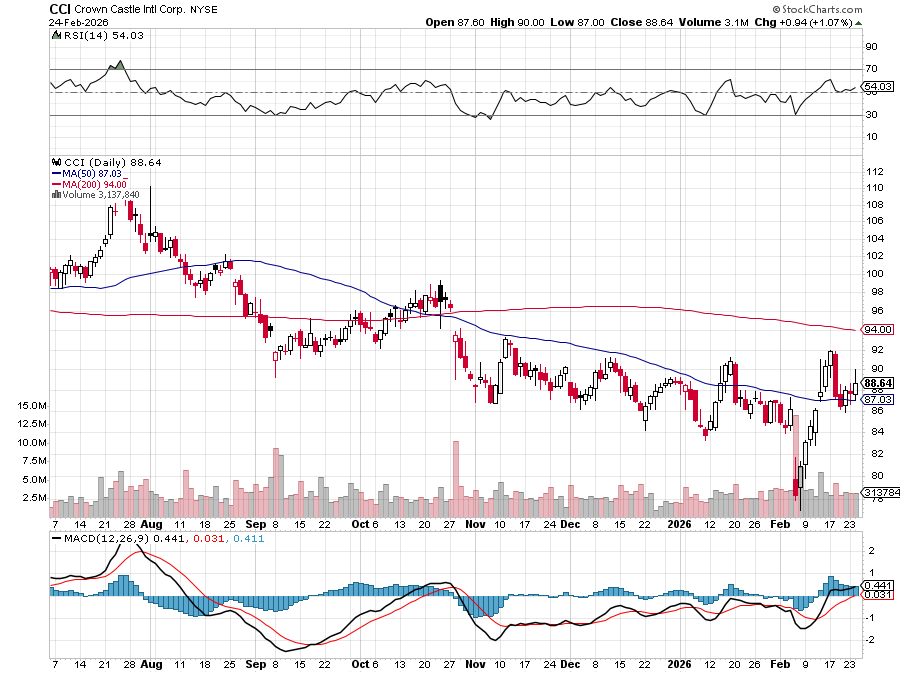 CCI Crown Castle Intl Corp. NYSE © StockCharts.com
24-Feb-2026 Open 87.60 High 90.00 Low 87.00 Close 88.64 Volume 3.1M Chg +0.94 (+1.07%)
RSI(14) 54.03
90
70
54.03
50
30
10
CCI (Daily) 88.64
MA(50) 87.03
MA(200) 94.00
Volume 3,137,840
112
110
108
106
104
102
100
98
96
94.00
92
90
88.64
87.03
86
84
82
80
78
313784
15.0M
12.5M
10.0M
7.5M
5.0M
2.5M
7 14 21 28 Aug 11 18 25 Sep 8 15 22 Oct 6 13 20 27 Nov 10 17 24 Dec 8 15 22 2026 12 20 26 Feb 9 17 23
MACD(12,26,9) 0.441, 0.031, 0.411
2
1
0.441
0.031
-1
-2
7 14 21 28 Aug 11 18 25 Sep 8 15 22 Oct 6 13 20 27 Nov 10 17 24 Dec 8 15 22 2026 12 20 26 Feb 9 17 23